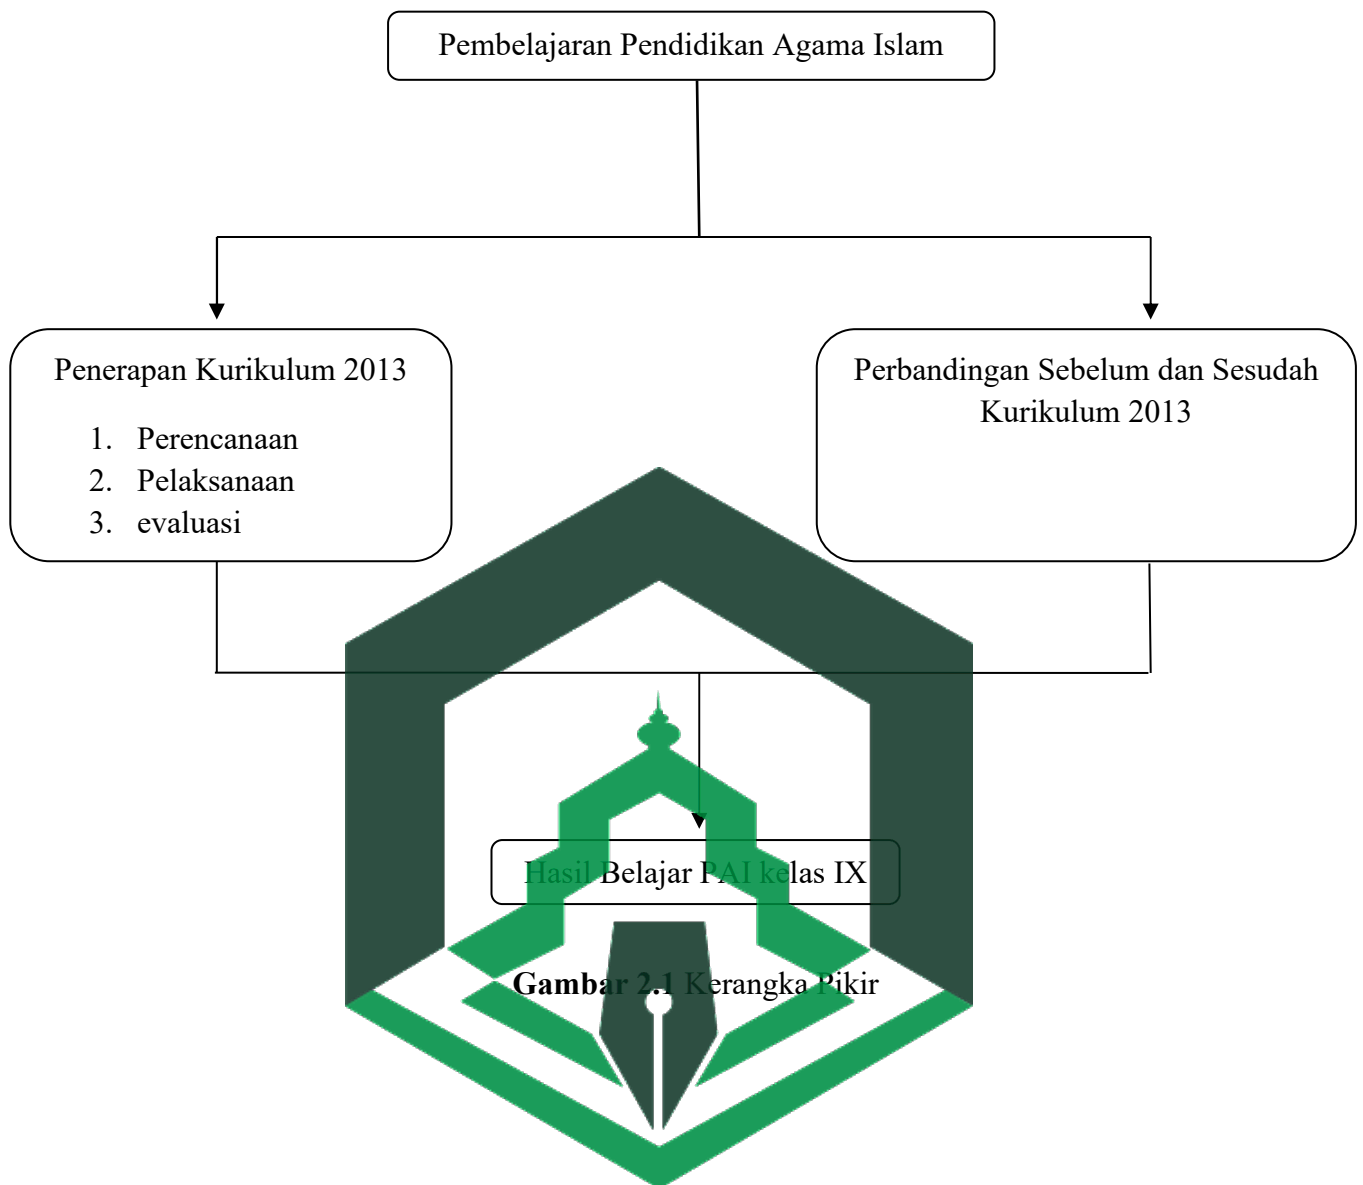 Pembelajaran Pendidikan Agama Islam
Penerapan Kurikulum 2013
1. Perencanaan
2. Pelaksanaan
3. evaluasi
Perbandingan Sebelum dan Sesudah
Kurikulum 2013
Hasil Belajar PAI kelas IX
Gambar 2.1 Kerangka Pikir